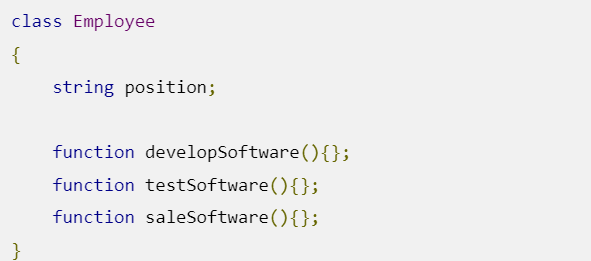 class Employee
{
    string position;

    function developSoftware(){};
    function testSoftware(){};
    function saleSoftware(){};
}